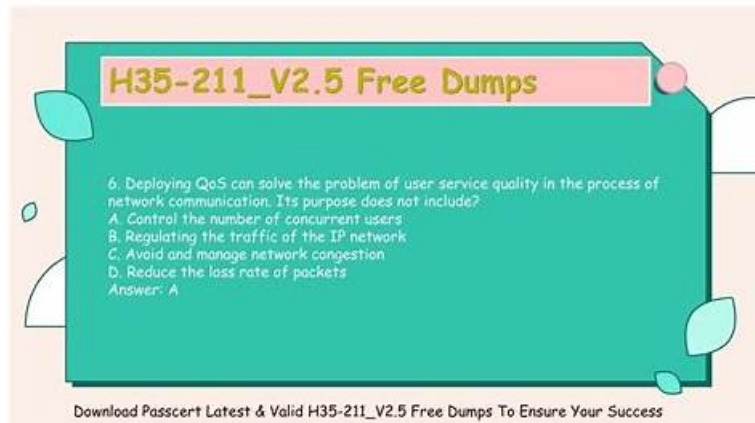 H35-211_V2.5 Free Dumps
6. Deploying QoS can solve the problem of user service quality in the process of
network communication. Its purpose does not include?
A. Control the number of concurrent users
B. Regulating the traffic of the IP network
C. Avoid and manage network congestion
D. Reduce the loss rate of packets
Answer: A
Download Passcert Latest & Valid H35-211_V2.5 Free Dumps To Ensure Your Success